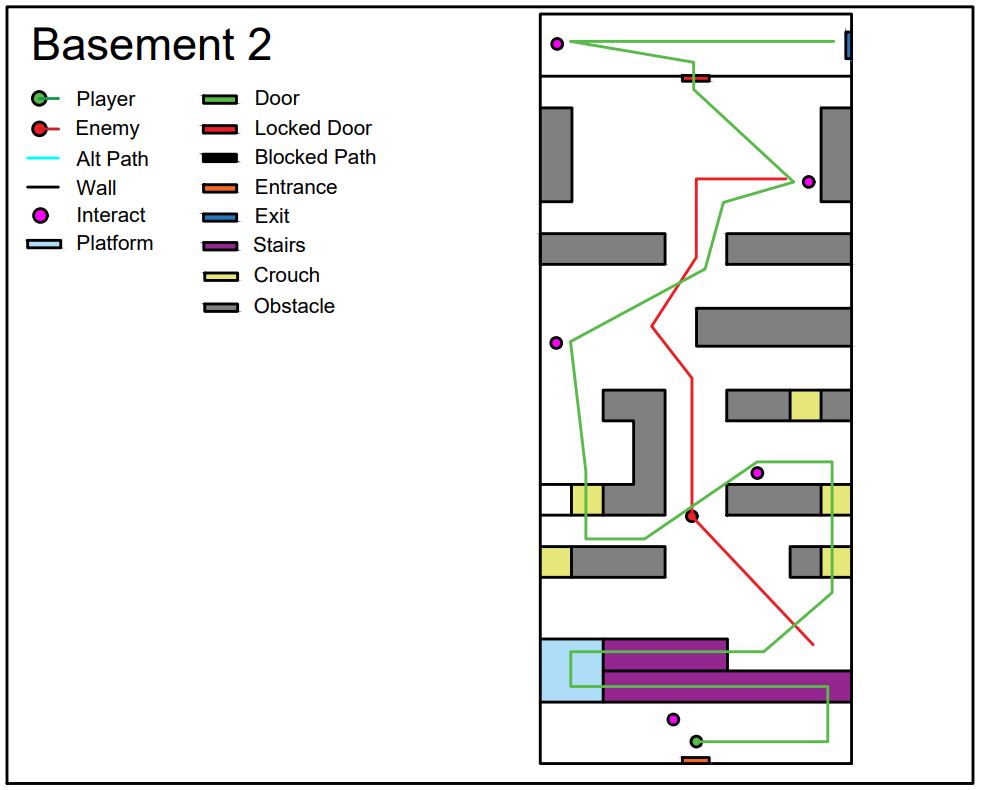 Basement 2
Player
Enemy
Alt Path
Wall
Interact
Platform
Door
Locked Door
Blocked Path
Entrance
Exit
Stairs
Crouch
Obstacle